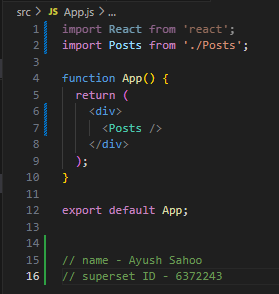 src > JS App.js > ...
1 import React from 'react';
2 import Posts from './Posts';
3
4 function App() {
5   return (
6     <div>
7       <Posts />
8     </div>
9   );
10 }
11
12 export default App;
13
14
15 // name - Ayush Sahoo
16 // superset ID - 6372243